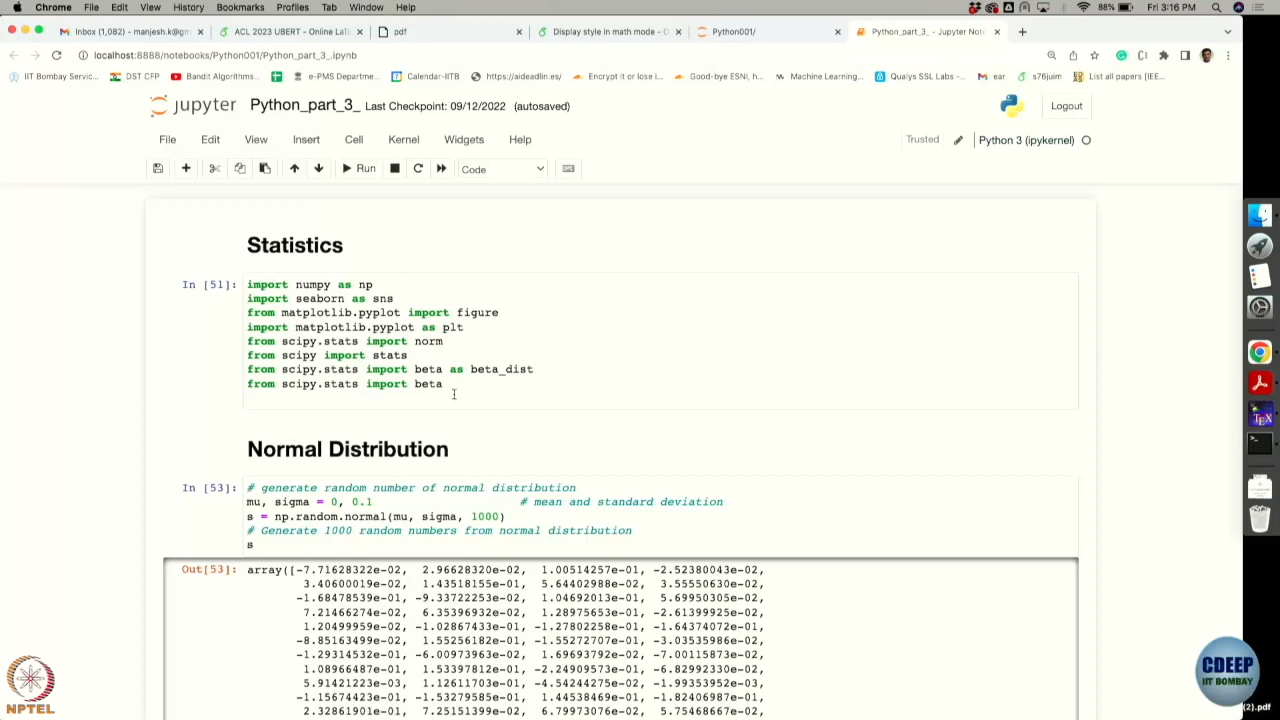 Chrome File Edit View History Bookmarks Profiles Tab Window Help 88% Fri 3:16 PM
Inbox (1,082) - manjesh.k@gm ACL 2023 UBERT - Online LaTe pdf Display style in math mode - O Python001/ Python_part_3_ - Jupyter Note
localhost:8888/notebooks/Python001/Python_part_3_.ipynb
IIT Bombay Servic... DST CFP Bandit Algorithms... e-PMS Departme... Calendar-IITB https://aideadlin.es/ Encrypt it or lose i... Good-bye ESNI, h... Machine Learning... Qualys SSL Labs -... ear s76juim List all papers [IEE...
jupyter Python_part_3_ Last Checkpoint: 09/12/2022 (autosaved) Logout
File Edit View Insert Cell Kernel Widgets Help Trusted Python 3 (ipykernel)
Run Code
Statistics
In [51]: import numpy as np
import seaborn as sns
from matplotlib.pyplot import figure
import matplotlib.pyplot as plt
from scipy.stats import norm
from scipy import stats
from scipy.stats import beta as beta_dist
from scipy.stats import beta
Normal Distribution
In [53]: # generate random number of normal distribution
mu, sigma = 0, 0.1 # mean and standard deviation
s = np.random.normal(mu, sigma, 1000)
# Generate 1000 random numbers from normal distribution
s
Out[53]: array([-7.71628322e-02, 2.96628320e-02, 1.00514257e-01, -2.52380043e-02,
3.40600019e-02, 1.43518155e-01, 5.64402988e-02, 3.55550630e-02,
-1.68478539e-01, -9.33722253e-02, 1.04692013e-01, 5.69950305e-02,
7.21466274e-02, 6.35396932e-02, 1.28975653e-01, -2.61399925e-02,
1.20499959e-02, -1.02867433e-01, -1.27802258e-01, -1.64374072e-01,
-8.85163499e-02, 1.55256182e-01, -1.55272707e-01, -3.03535986e-02,
-1.29314532e-01, -6.00973963e-02, 1.69693792e-02, -7.00115873e-02,
1.08966487e-01, 1.53397812e-01, -2.24909573e-01, -6.82992330e-02,
5.91421223e-03, 1.12611703e-01, -4.54244275e-02, -1.99353952e-03,
-1.15674423e-01, -1.53279585e-01, 1.44538469e-01, -1.82406987e-01,
2.32861901e-01, 7.25151399e-02, 6.79973076e-02, 5.75468667e-02,
NPTEL
CDEEP
IIT BOMBAY
(2).pdf